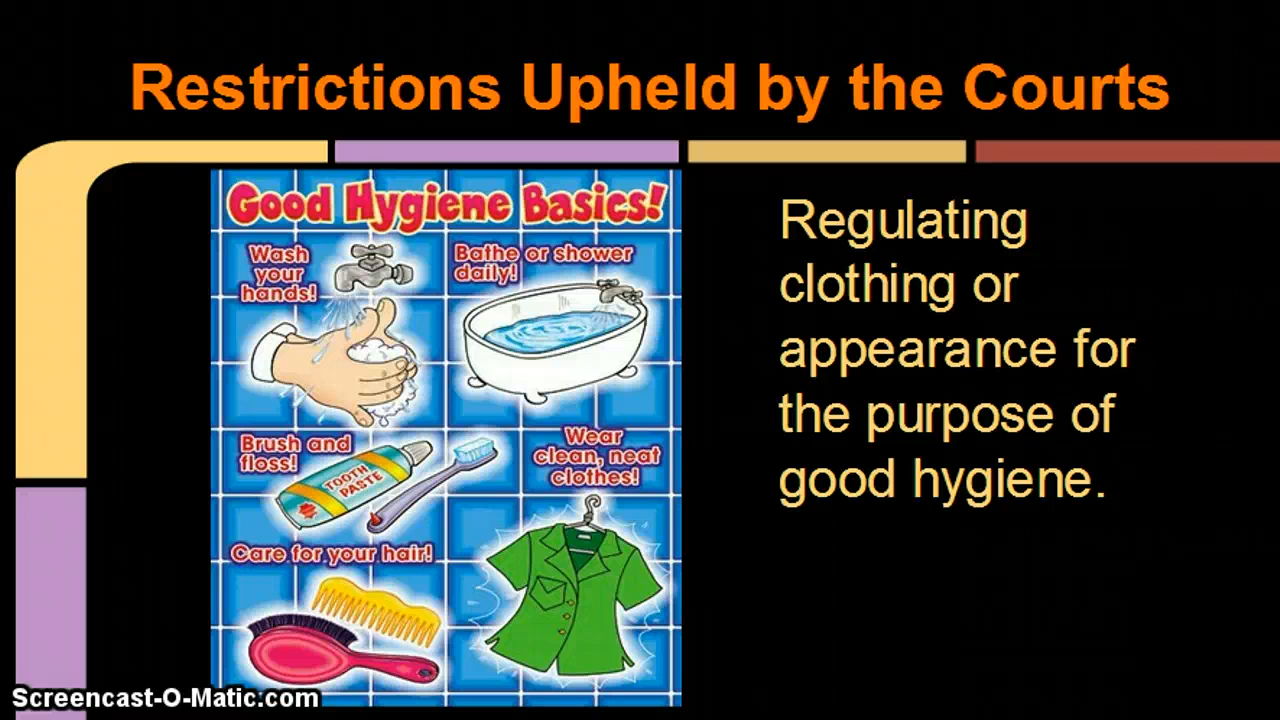 Restrictions Upheld by the Courts
Good Hygiene Basics!
Wash
your
hands!
Bathe or shower
daily!
Brush and
floss!
TOOTH
PASTE
Wear
clean, neat
clothes!
Care for your hair!
Regulating
clothing or
appearance for
the purpose of
good hygiene.
Screencast-O-Matic.com